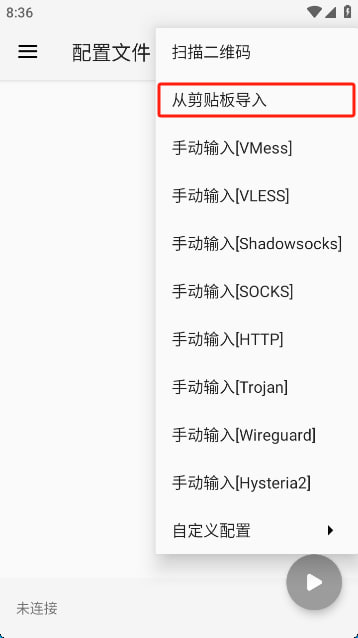 8:36
配置文件
扫描二维码
从剪贴板导入
手动输入[VMess]
手动输入[VLESS]
手动输入[Shadowsocks]
手动输入[SOCKS]
手动输入[HTTP]
手动输入[Trojan]
手动输入[Wireguard]
手动输入[Hysteria2]
自定义配置
未连接